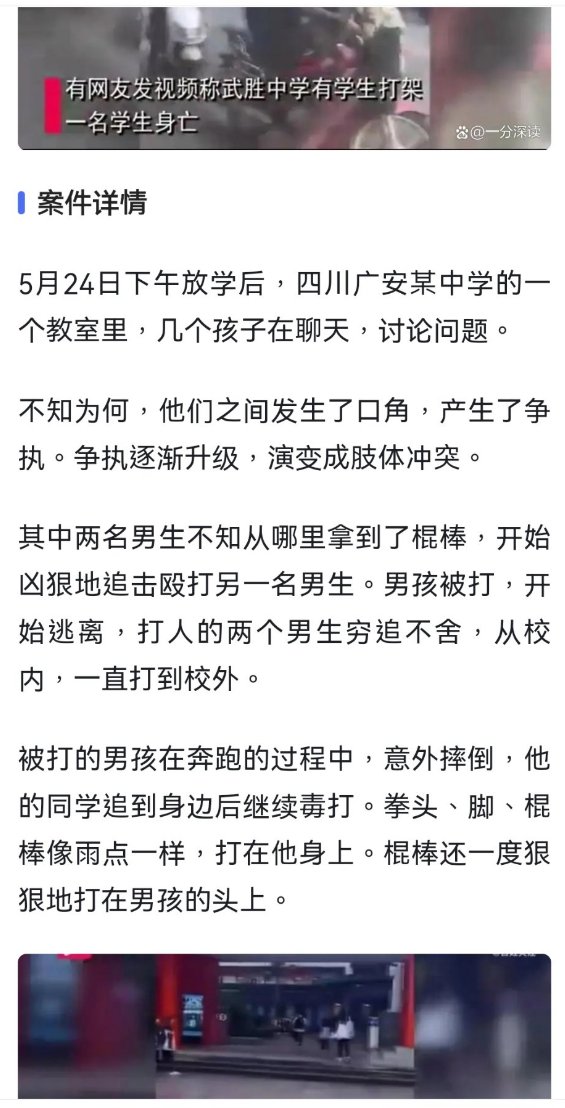 有网友发视频称武胜中学有学生打架
一名学生身亡
@一分深读
案件详情
5月24日下午放学后，四川广安某中学的一
个教室里，几个孩子在聊天，讨论问题。
不知为何，他们之间发生了口角，产生了争
执。争执逐渐升级，演变成肢体冲突。
其中两名男生不知从哪里拿到了棍棒，开始
凶狠地追击殴打另一名男生。男孩被打，开
始逃离，打人的两个男生穷追不舍，从校
内，一直打到校外。
被打的男孩在奔跑的过程中，意外摔倒，他
的同学追到身边后继续毒打。拳头、脚、棍
棒像雨点一样，打在他身上。棍棒还一度狠
狠地打在男孩的头上。